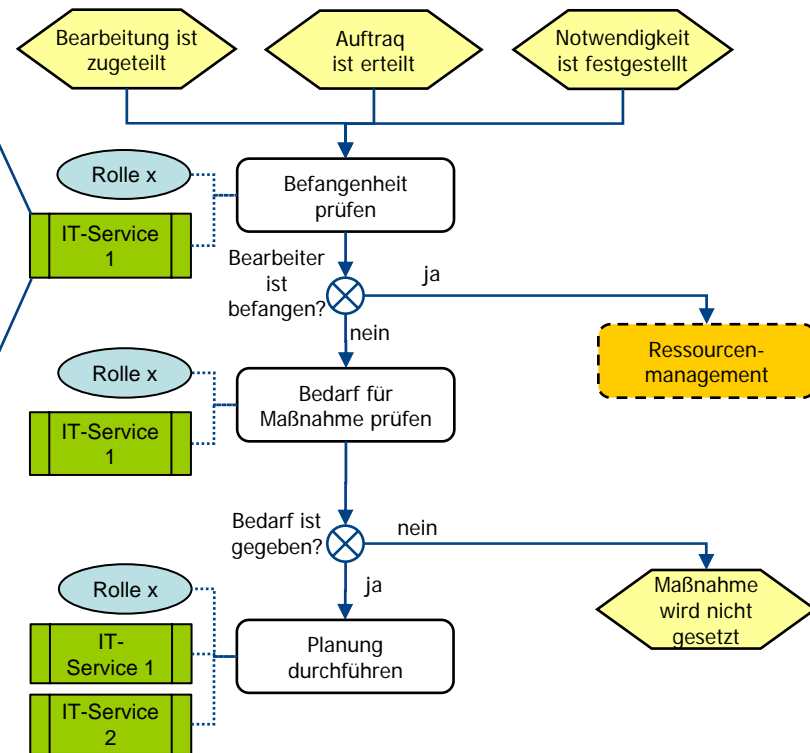 Bearbeitung ist
zugeteilt
Auftraq
ist erteilt
Notwendigkeit
ist festgestellt
Rolle x
IT-Service
1
Befangenheit
prüfen
Bearbeiter
ist
befangen?
ja
nein
Ressourcen-
management
Rolle x
IT-Service
1
Bedarf für
Maßnahme prüfen
Bedarf ist
gegeben?
nein
ja
Maßnahme
wird nicht
gesetzt
Rolle x
IT-
Service 1
IT-Service
2
Planung
durchführen